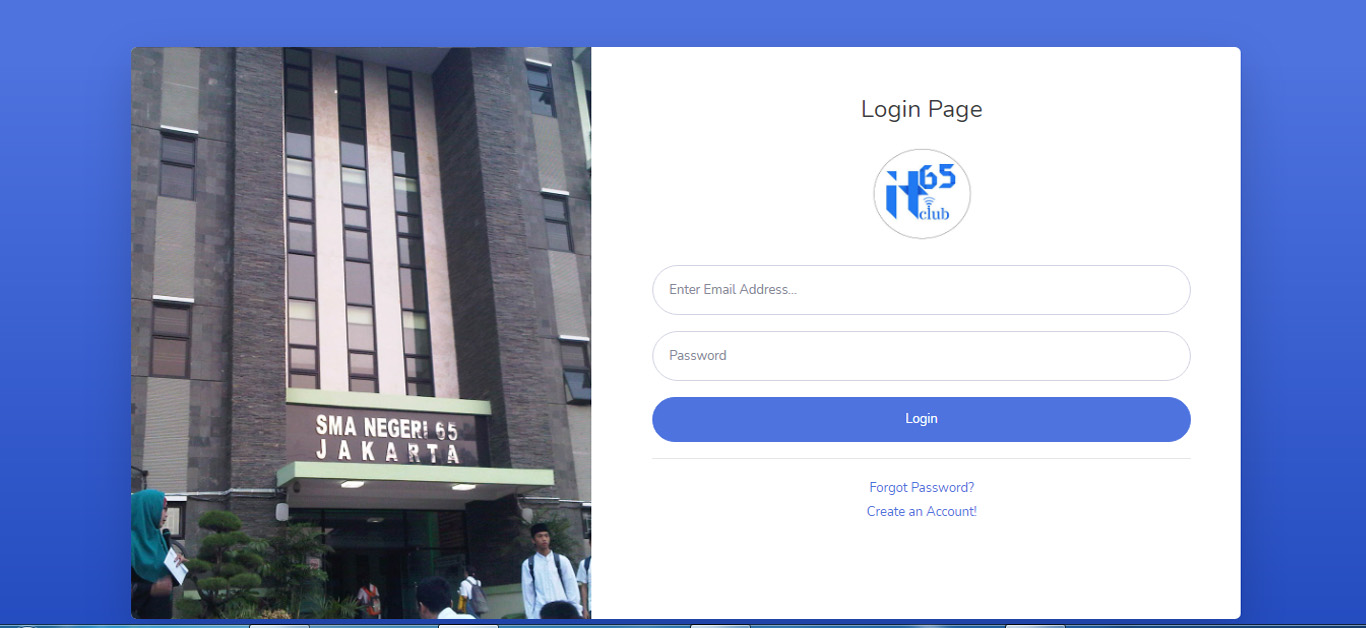 SMA NEGERI 65
JAKARTA
Login Page
it 65
club
Enter Email Address...
Password
Login
Forgot Password?
Create an Account!